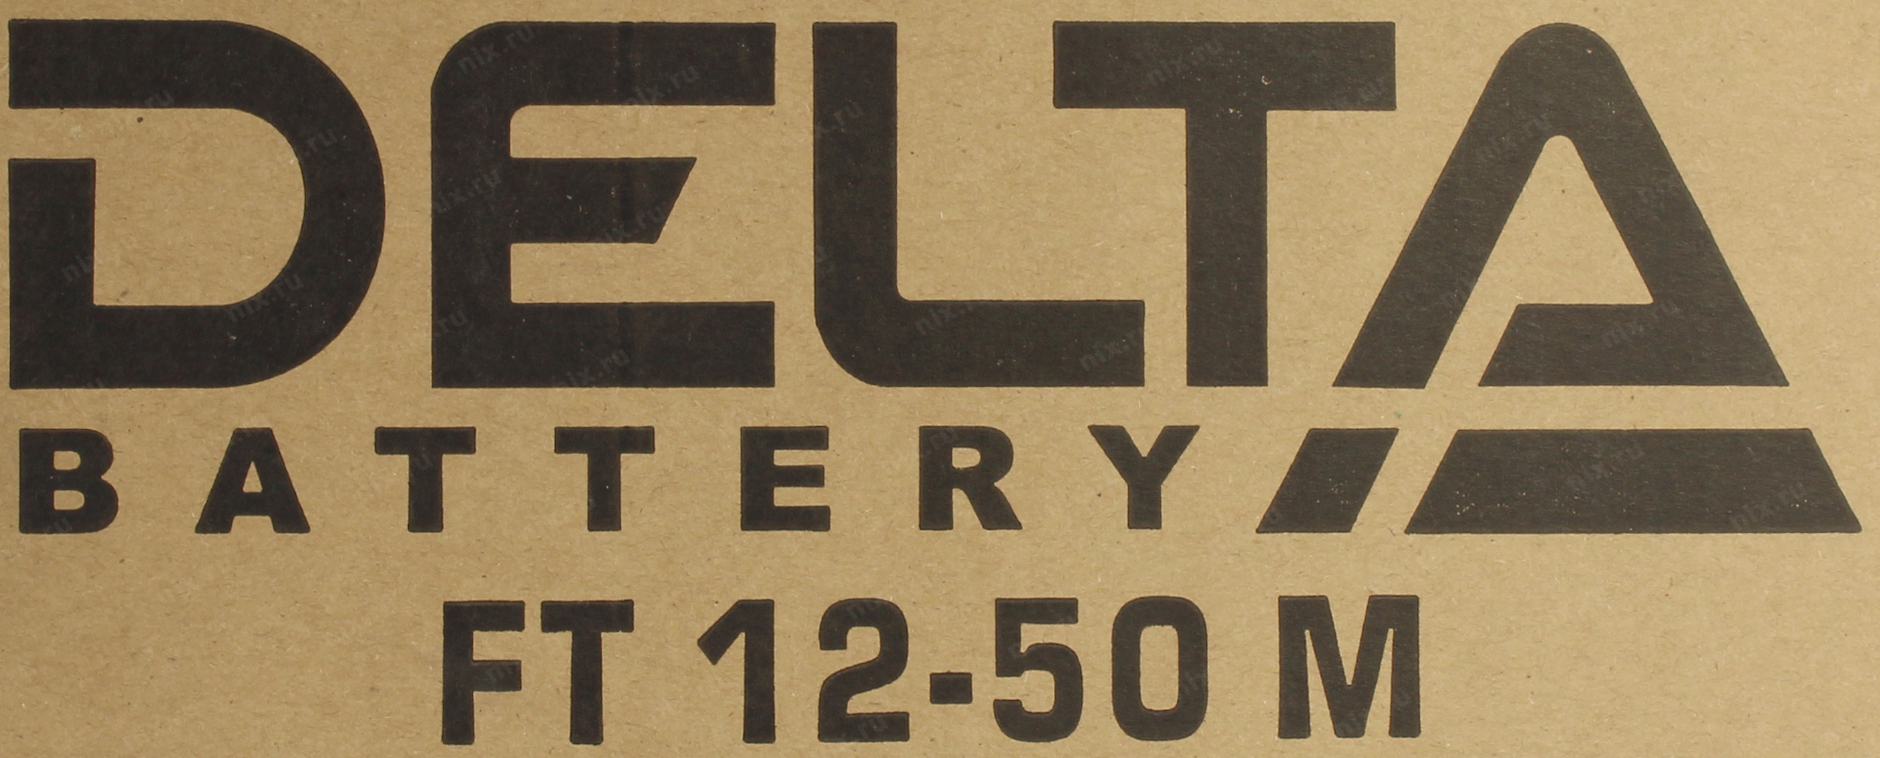 DELTA
BATTERY
FT 12-50 M